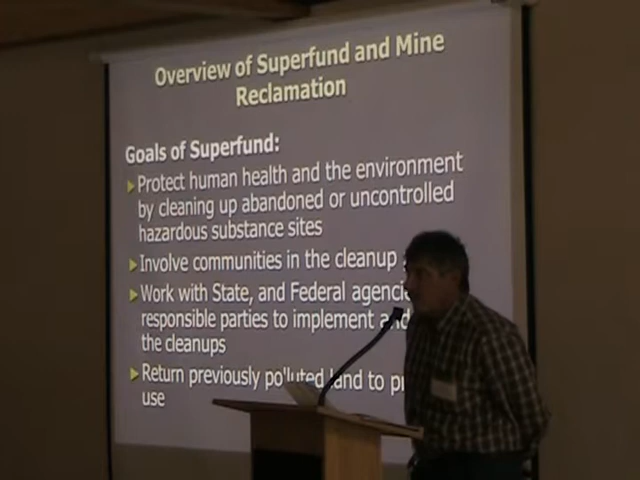 Overview of Superfund and Mine
Reclamation
Goals of Superfund:
Protect human health and the environment
by cleaning up abandoned or uncontrolled
hazardous substance sites
Involve communities in the cleanup
Work with State, and Federal
responsible parties to implement and
the cleanups
Return previously polluted land to
use